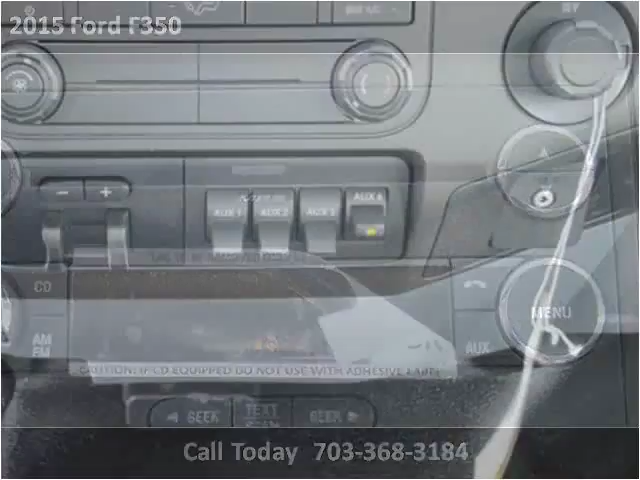 2015 Ford F350
AUX 1 AUX 2 AUX 3 AUX 4
CD
MENU
AM
FM
AUX
CAUTION: IF CD EQUIPPED DO NOT USE WITH ADHESIVE LABEL
SEEK TEXT SEEK
Call Today 703-368-3184